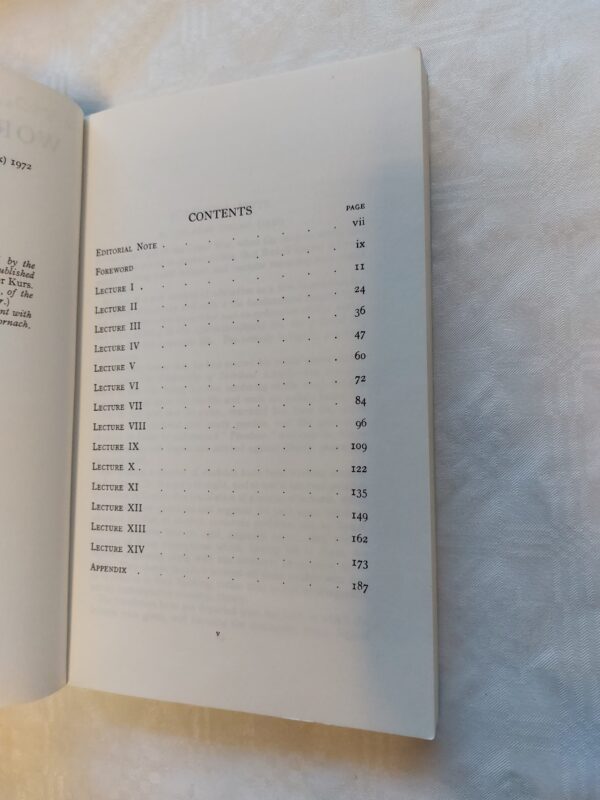 WOR
) 1972
by the
ublished
r Kurs.
of the
r.)
nt with
ornach.
CONTENTS
PAGE
Editorial Note . . . . . . . . vii
Foreword . . . . . . . . ix
Lecture I . . . . . . . . 11
Lecture II . . . . . . . . 24
Lecture III . . . . . . . . 36
Lecture IV . . . . . . . . 47
Lecture V . . . . . . . . 60
Lecture VI . . . . . . . . 72
Lecture VII . . . . . . . . 84
Lecture VIII . . . . . . . . 96
Lecture IX . . . . . . . . 109
Lecture X . . . . . . . . 122
Lecture XI . . . . . . . . 135
Lecture XII . . . . . . . . 149
Lecture XIII . . . . . . . . 162
Lecture XIV . . . . . . . . 173
Appendix . . . . . . . . 187
v